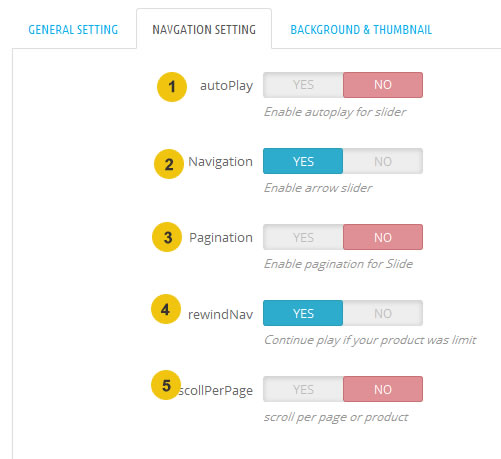 GENERAL SETTING NAVGATION SETTING BACKGROUND & THUMBNAIL
1 autoPlay YES NO
Enable autoplay for slider
2 Navigation YES NO
Enable arrow slider
3 Pagination YES NO
Enable pagination for Slide
4 rewindNav YES NO
Continue play if your product was limit
5 scollPerPage YES NO
scroll per page or product